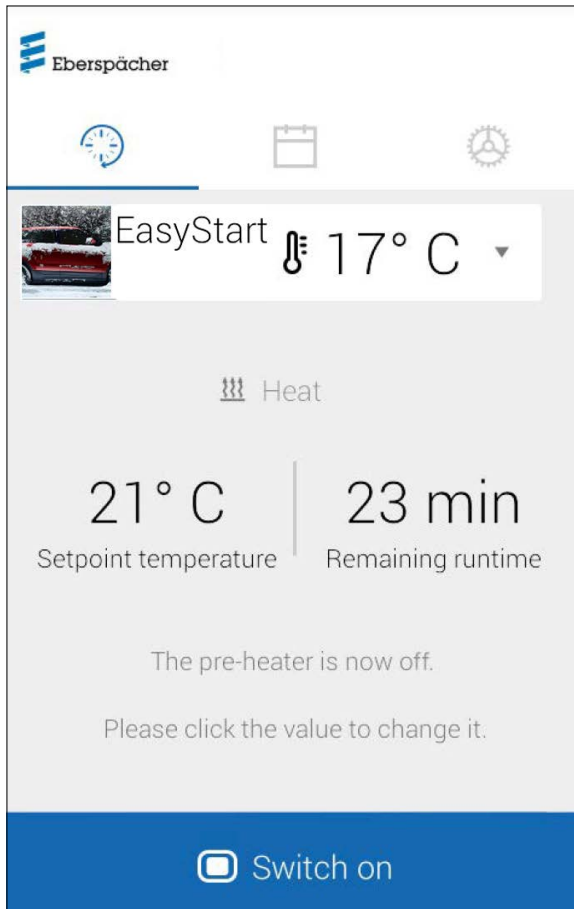 Eberspächer
EasyStart
17° C
Heat
21° C
23 min
Setpoint temperature
Remaining runtime
The pre-heater is now off.
Please click the value to change it.
Switch on